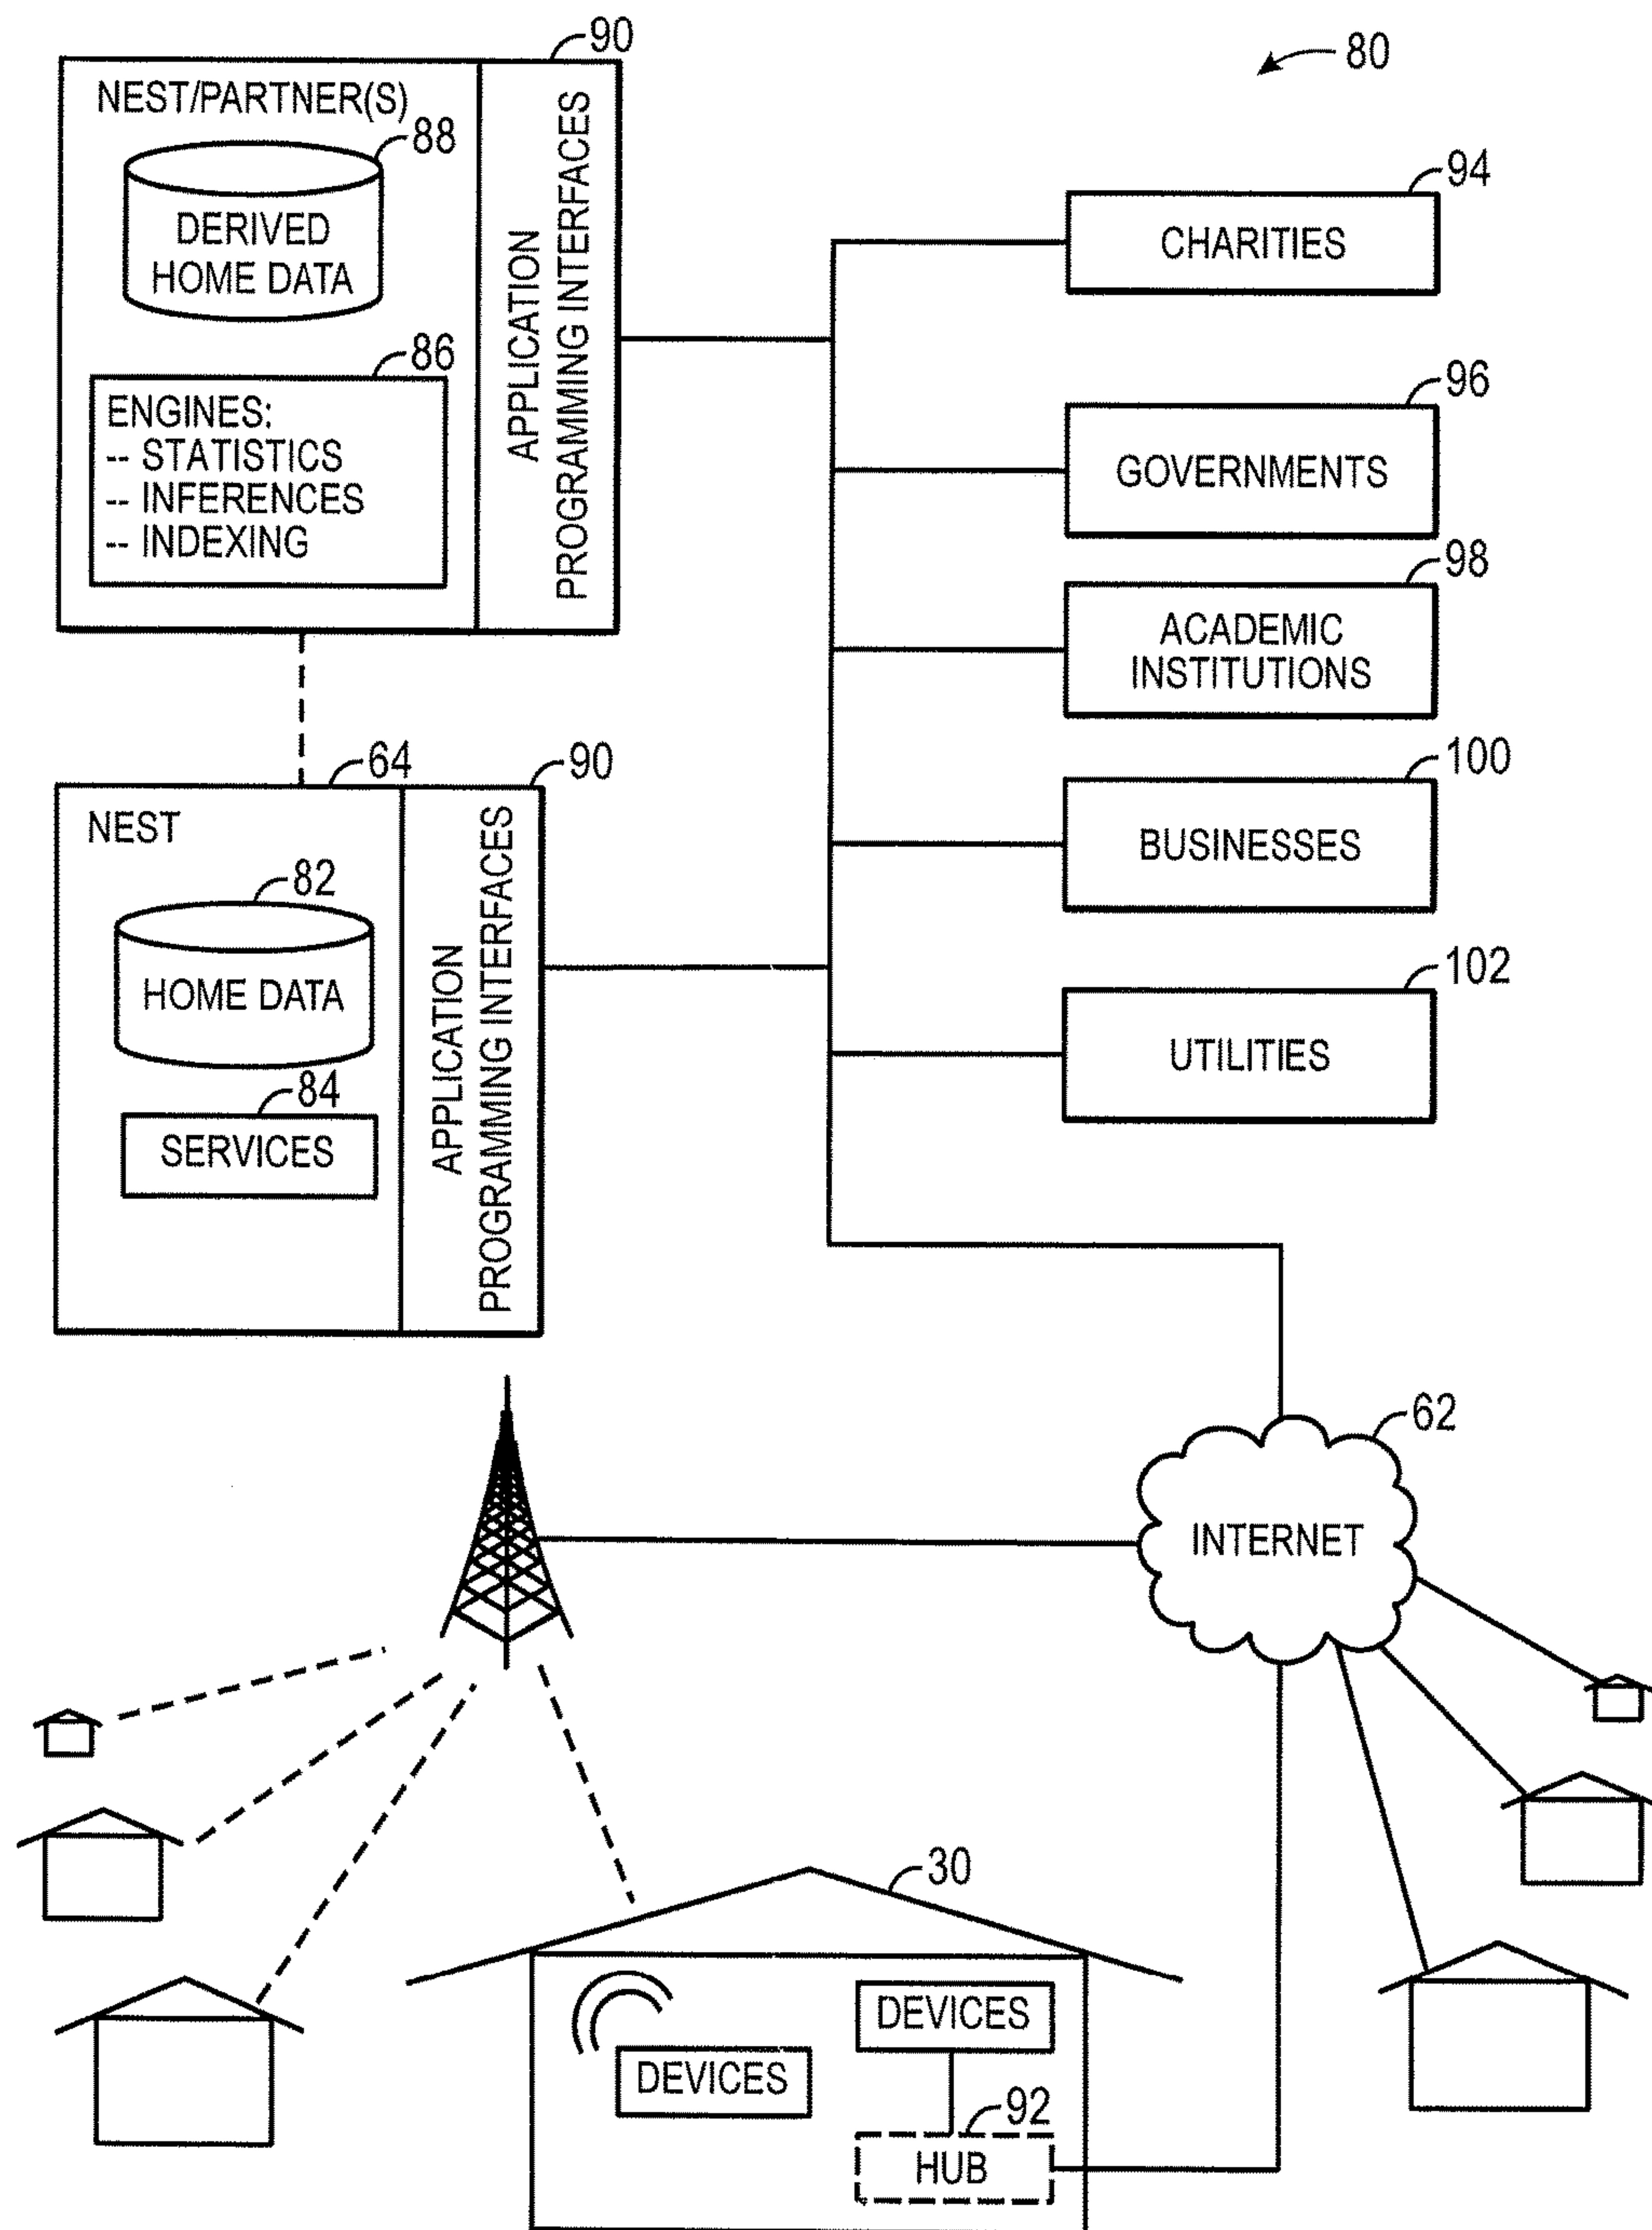 80
90
NEST/PARTNER(S)
88
DERIVED
HOME DATA
86
ENGINES:
-- STATISTICS
-- INFERENCES
-- INDEXING
APPLICATION
PROGRAMMING INTERFACES
94
CHARITIES
96
GOVERNMENTS
98
ACADEMIC
INSTITUTIONS
100
BUSINESSES
102
UTILITIES
64
90
NEST
82
HOME DATA
84
SERVICES
APPLICATION
PROGRAMMING INTERFACES
62
INTERNET
30
DEVICES
DEVICES
92
HUB